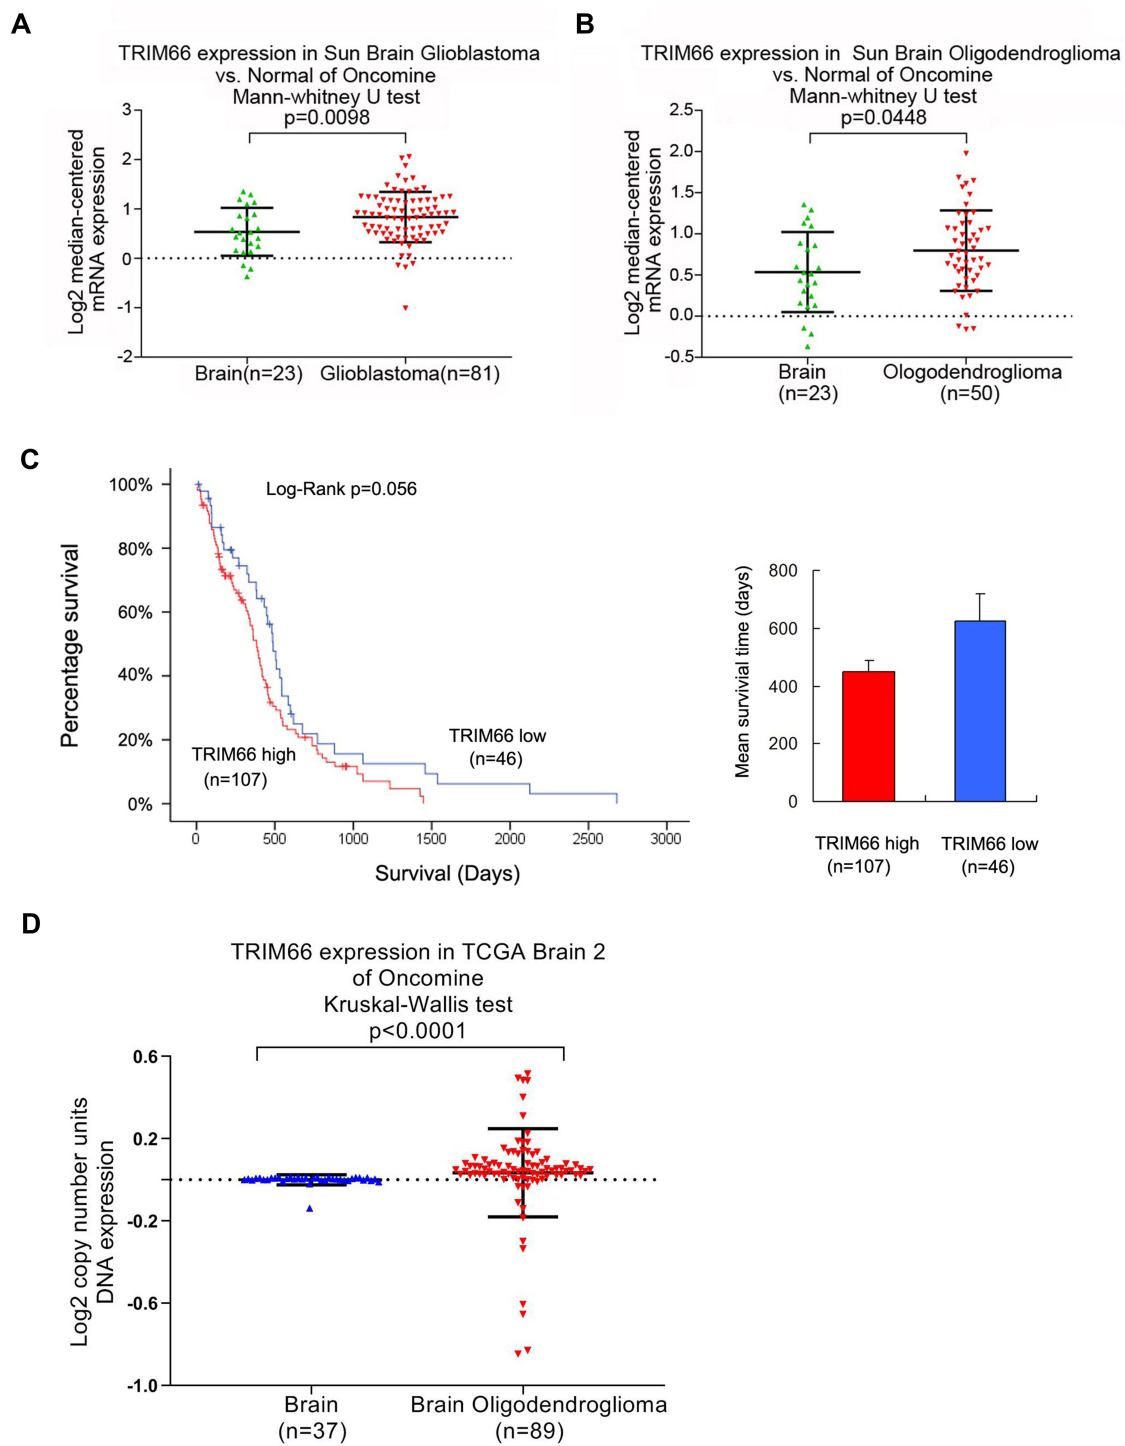 A
TRIM66 expression in Sun Brain Glioblastoma
vs. Normal of Oncomine
Mann-whitney U test
p=0.0098
Log2 median-centered
mRNA expression
3
2
1
0
-1
-2
Brain(n=23)
Glioblastoma(n=81)
B
TRIM66 expression in Sun Brain Oligodendroglioma
vs. Normal of Oncomine
Mann-whitney U test
p=0.0448
Log2 median-centered
mRNA expression
2.5
2.0
1.5
1.0
0.5
0.0
-0.5
Brain
(n=23)
Ologodendroglioma
(n=50)
C
Percentage survival
100%
80%
60%
40%
20%
0%
Log-Rank p=0.056
TRIM66 high
(n=107)
TRIM66 low
(n=46)
0
500
1000
1500
2000
2500
3000
Survival (Days)
Mean survivial time (days)
800
600
400
200
0
TRIM66 high
(n=107)
TRIM66 low
(n=46)
D
TRIM66 expression in TCGA Brain 2
of Oncomine
Kruskal-Wallis test
p<0.0001
Log2 copy number units
DNA expression
0.6
0.2
-0.2
-0.6
-1.0
Brain
(n=37)
Brain Oligodendroglioma
(n=89)